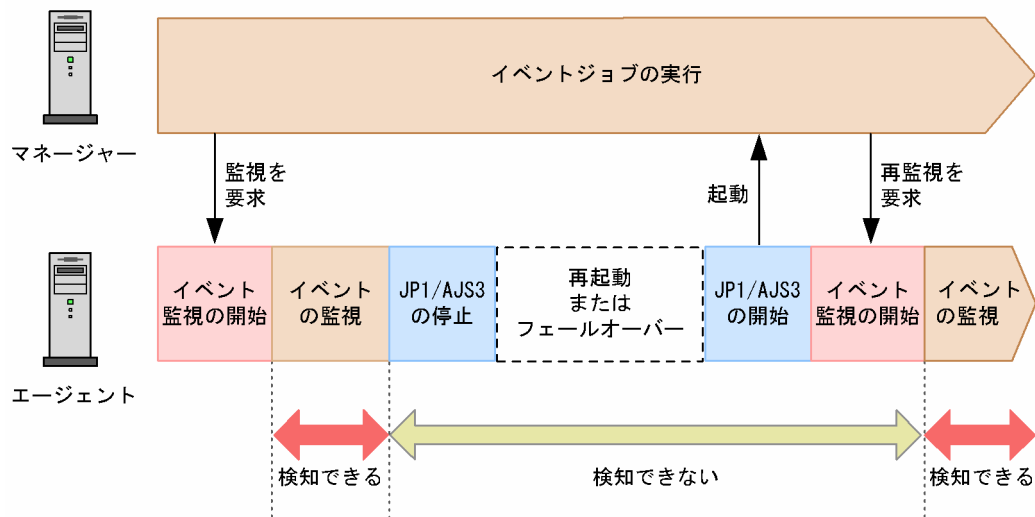 イベントジョブの実行
マネージャー
監視を
要求
起動
再監視を
要求
イベント
監視の開始
イベント
の監視
JP1/AJS3
の停止
再起動
または
フェールオーバー
JP1/AJS3
の開始
イベント
監視の開始
イベント
の監視
エージェント
検知できる
検知できない
検知できる